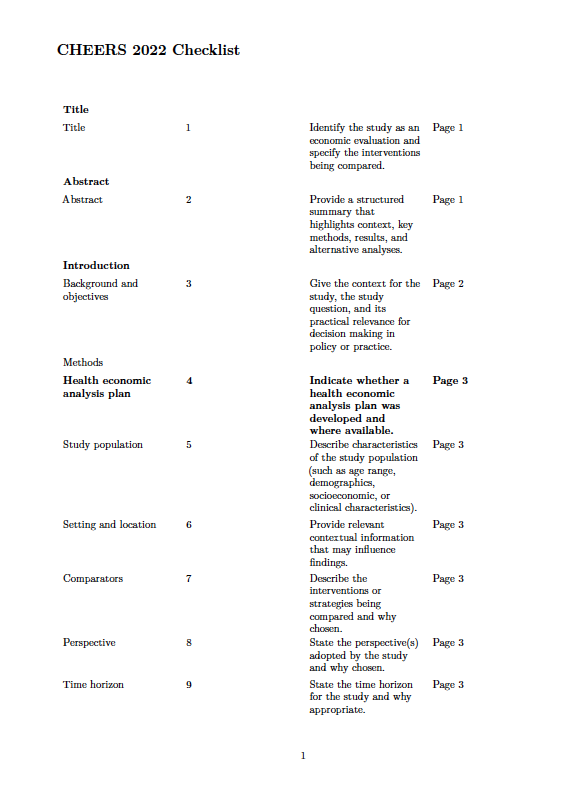 CHEERS 2022 Checklist
Title
Title 1 Identify the study as an Page 1
economic evaluation and
specify the interventions
being compared.
Abstract
Abstract 2 Provide a structured Page 1
summary that
highlights context, key
methods, results, and
alternative analyses.
Introduction
Background and 3 Give the context for the Page 2
objectives study, the study
question, and its
practical relevance for
decision making in
policy or practice.
Methods
Health economic 4 Indicate whether a Page 3
analysis plan health economic
analysis plan was
developed and
where available.
Study population 5 Describe characteristics Page 3
of the study population
(such as age range,
demographics,
socioeconomic, or
clinical characteristics).
Setting and location 6 Provide relevant Page 3
contextual information
that may influence
findings.
Comparators 7 Describe the Page 3
interventions or
strategies being
compared and why
chosen.
Perspective 8 State the perspective(s) Page 3
adopted by the study
and why chosen.
Time horizon 9 State the time horizon Page 3
for the study and why
appropriate.
1